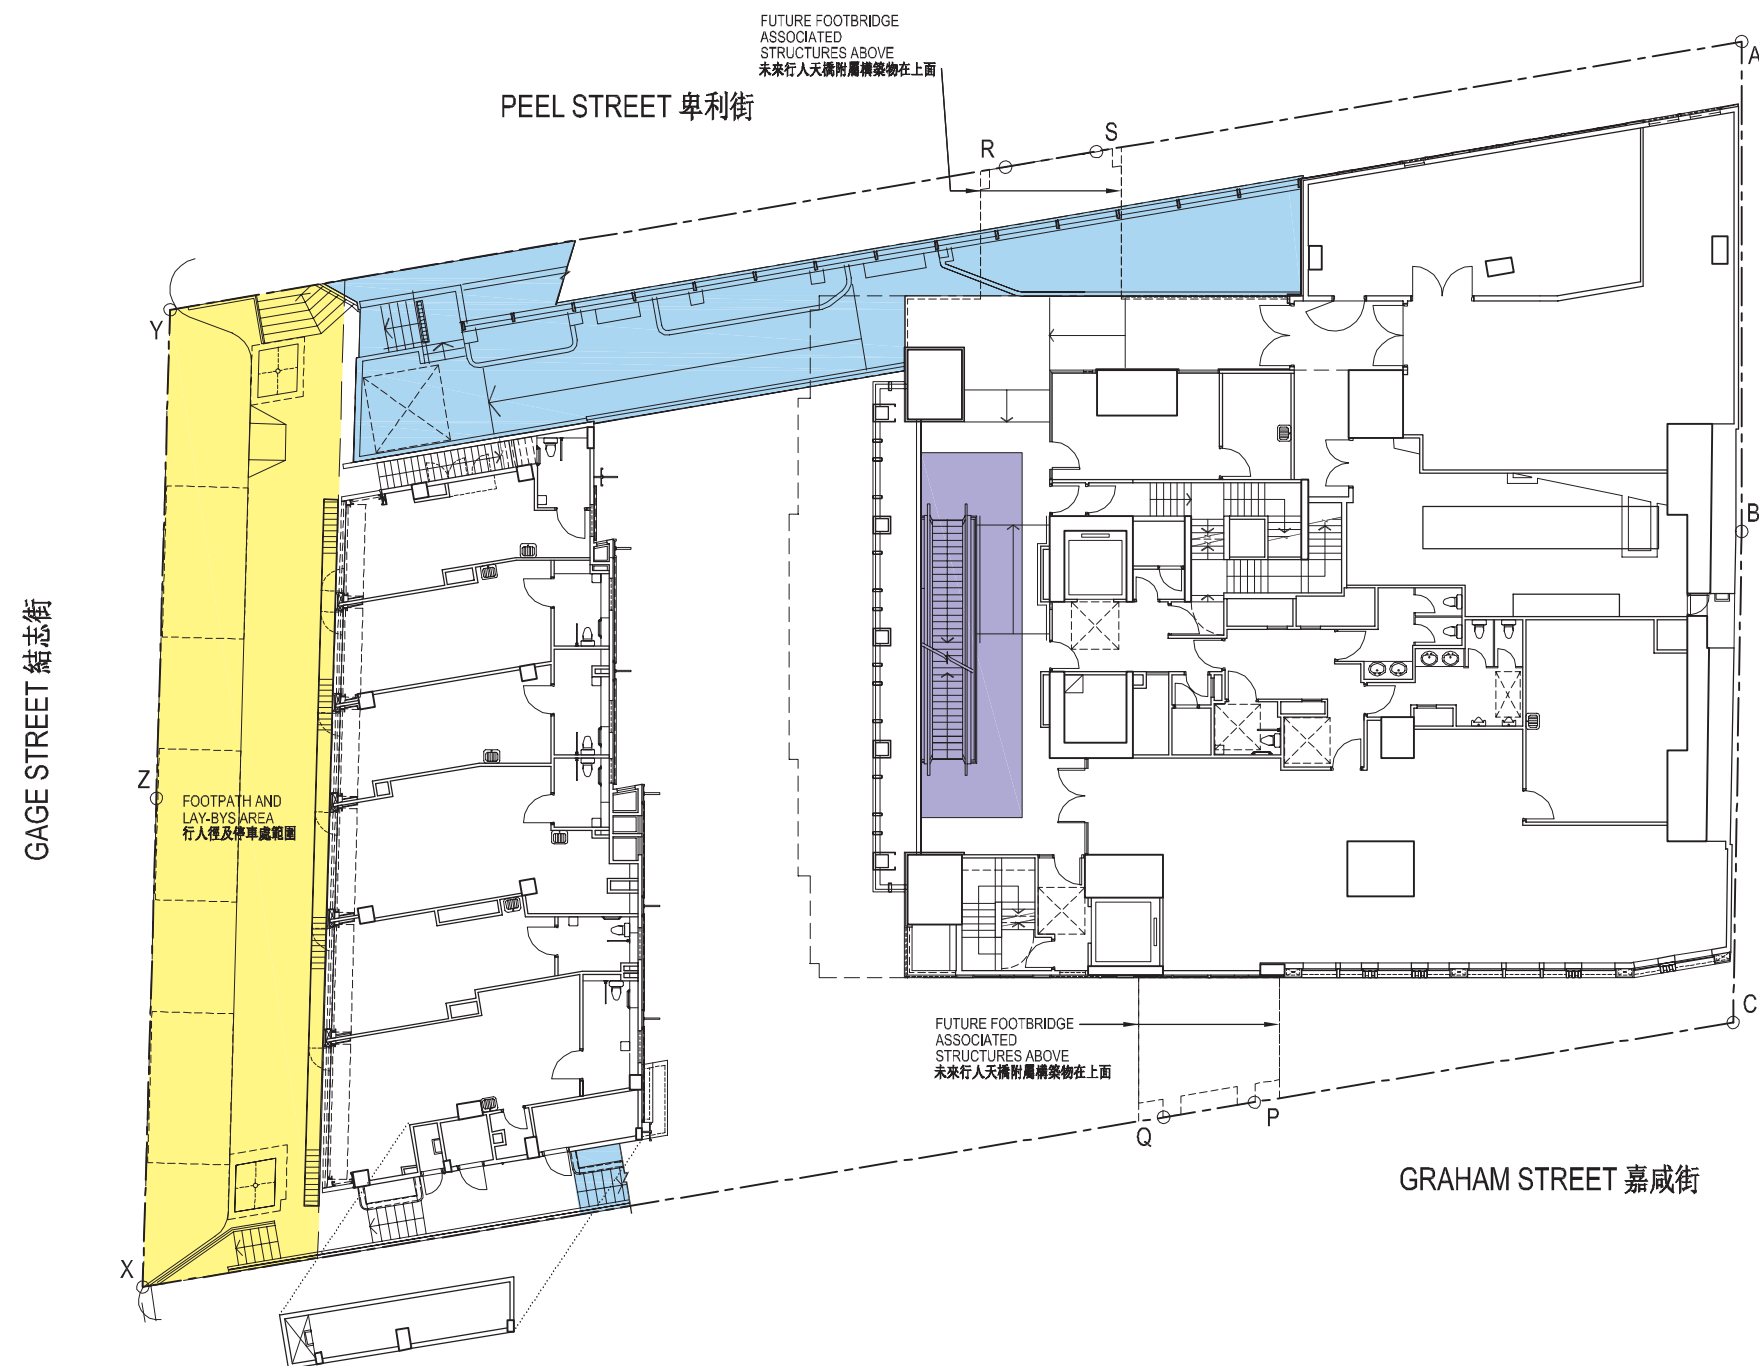 FUTURE FOOTBRIDGE
ASSOCIATED
STRUCTURES ABOVE
未來行人天橋附屬構築物在上面
A
PEEL STREET 卑利街
S
R
Y
B
GAGE STREET 結志街
Z
FOOTPATH AND
LAY-BYS AREA
行人徑及停車處範圍
FUTURE FOOTBRIDGE
ASSOCIATED
STRUCTURES ABOVE
未來行人天橋附屬構築物在上面
C
P
Q
GRAHAM STREET 嘉咸街
X